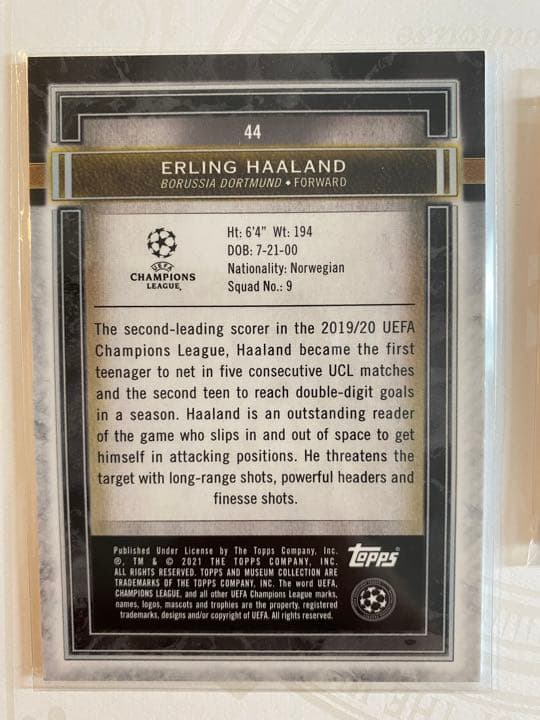 44
ERLING HAALAND
BORUSSIA DORTMUND • FORWARD
UEFA
CHAMPIONS
LEAGUE
Ht: 6'4" Wt: 194
DOB: 7-21-00
Nationality: Norwegian
Squad No.: 9
The second-leading scorer in the 2019/20 UEFA
Champions League, Haaland became the first
teenager to net in five consecutive UCL matches
and the second teen to reach double-digit goals
in a season. Haaland is an outstanding reader
of the game who slips in and out of space to get
himself in attacking positions. He threatens the
target with long-range shots, powerful headers and
finesse shots.
Published Under License by The Topps Company, Inc.
®, TM & © 2021 THE TOPPS COMPANY, INC.
ALL RIGHTS RESERVED. TOPPS AND MUSEUM COLLECTION ARE
TRADEMARKS OF THE TOPPS COMPANY, INC. The word UEFA,
CHAMPIONS LEAGUE, and all other UEFA Champions League marks,
names, logos, mascots and trophies are the property, registered
trademarks, designs and/or copyright of UEFA. All rights reserved.
topps®